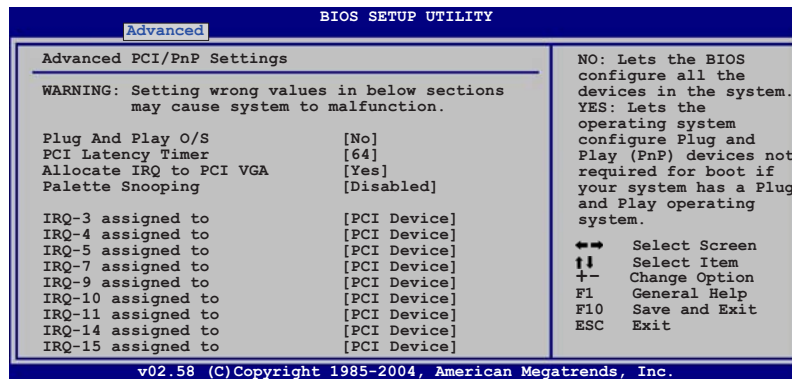 BIOS SETUP UTILITY
Advanced
Advanced PCI/PnP Settings
WARNING: Setting wrong values in below sections
may cause system to malfunction.
Plug And Play O/S [No]
PCI Latency Timer [64]
Allocate IRQ to PCI VGA [Yes]
Palette Snooping [Disabled]
IRQ-3 assigned to [PCI Device]
IRQ-4 assigned to [PCI Device]
IRQ-5 assigned to [PCI Device]
IRQ-7 assigned to [PCI Device]
IRQ-9 assigned to [PCI Device]
IRQ-10 assigned to [PCI Device]
IRQ-11 assigned to [PCI Device]
IRQ-14 assigned to [PCI Device]
IRQ-15 assigned to [PCI Device]
NO: Lets the BIOS
configure all the
devices in the system.
YES: Lets the
operating system
configure Plug and
Play (PnP) devices not
required for boot if
your system has a Plug
and Play operating
system.
←→ Select Screen
↑↓ Select Item
+- Change Option
F1 General Help
F10 Save and Exit
ESC Exit
v02.58 (C)Copyright 1985-2004, American Megatrends, Inc.